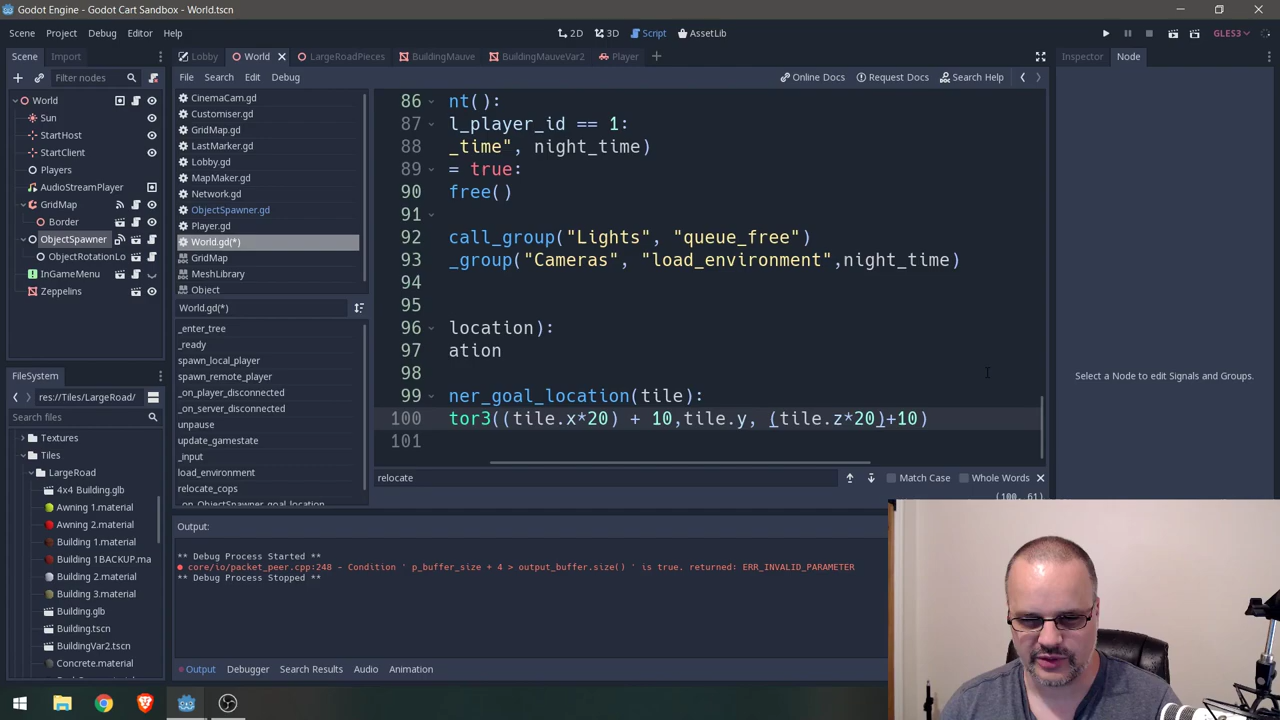 Godot Engine - Godot Cart Sandbox - World.tscn
Scene Project Debug Editor Help
2D 3D Script AssetLib
GLES3
Scene Import
Lobby World LargeRoadPieces BuildingMauve BuildingMauveVar2 Player
Inspector Node
Filter nodes
File Search Edit Debug
Online Docs Request Docs Search Help
World
Sun
StartHost
StartClient
Players
AudioStreamPlayer
GridMap
Border
ObjectSpawner
ObjectRotationLo
InGameMenu
Zeppelins
CinemaCam.gd
Customiser.gd
GridMap.gd
LastMarker.gd
Lobby.gd
MapMaker.gd
Network.gd
ObjectSpawner.gd
Player.gd
World.gd(*)
GridMap
MeshLibrary
Object
World.gd(*)
_enter_tree
_ready
spawn_local_player
spawn_remote_player
_on_player_disconnected
_on_server_disconnected
unpause
update_gamestate
_input
load_environment
relocate_cops
_on_ObjectSpawner_goal_location
86 nt():
87 l_player_id == 1:
88 _time", night_time)
89 = true:
90 free()
91
92 call_group("Lights", "queue_free")
93 _group("Cameras", "load_environment",night_time)
94
95
96 location):
97 ation
98
99 ner_goal_location(tile):
100 tor3((tile.x*20) + 10,tile.y, (tile.z*20)+10)
101
relocate
Match Case Whole Words
(100, 61)
Select a Node to edit Signals and Groups.
FileSystem
res://Tiles/LargeRoad/
Search files
Textures
Tiles
LargeRoad
4x4 Building.glb
Awning 1.material
Awning 2.material
Building 1.material
Building 1BACKUP.ma
Building 2.material
Building 3.material
Building.glb
Building.tscn
BuildingVar2.tscn
Concrete.material
Output:
** Debug Process Started **
core/io/packet_peer.cpp:248 - Condition ' p_buffer_size + 4 > output_buffer.size() ' is true. returned: ERR_INVALID_PARAMETER
** Debug Process Stopped **
Output Debugger Search Results Audio Animation